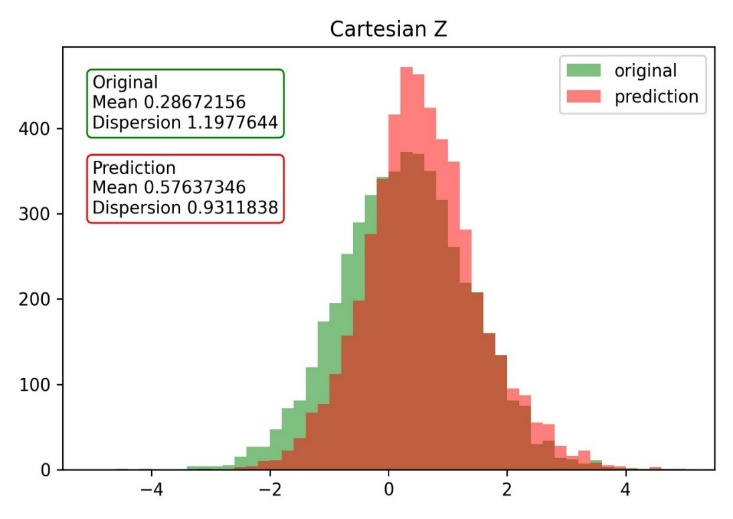 Cartesian Z
Original
Mean 0.28672156
Dispersion 1.1977644
Prediction
Mean 0.57637346
Dispersion 0.9311838
original
prediction
400
300
200
100
0
−4
−2
0
2
4